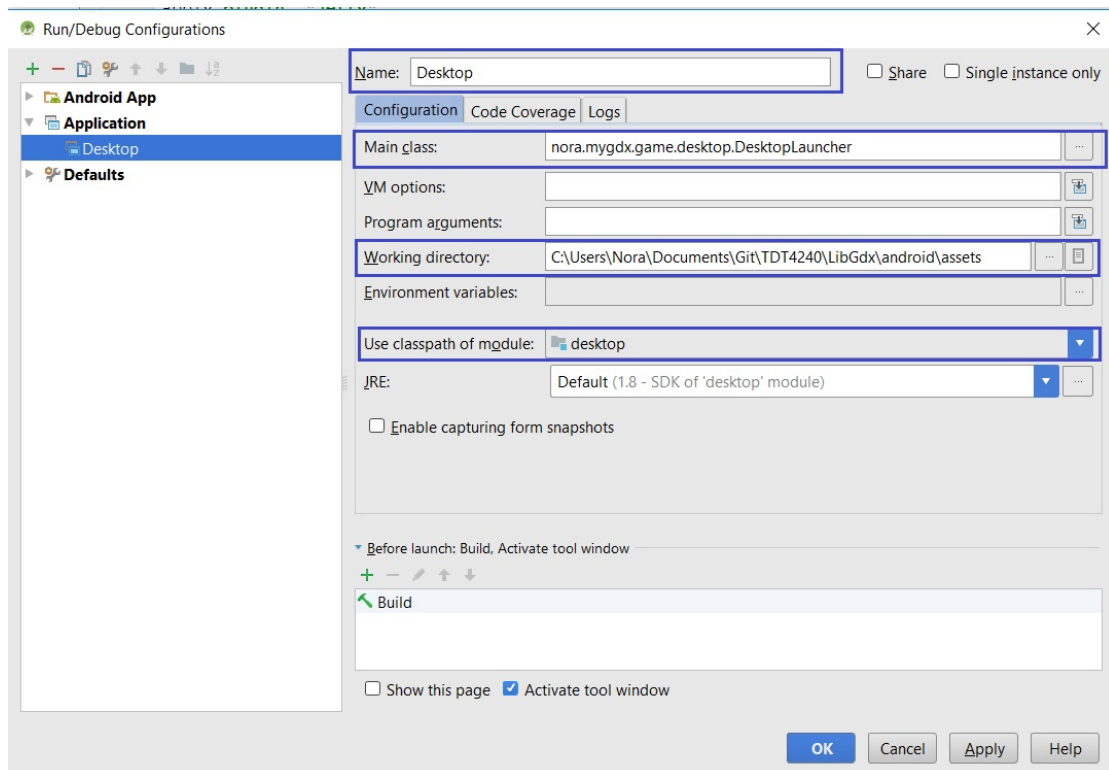 Run/Debug Configurations
Name: Desktop
Share
Single instance only
Android App
Application
Desktop
Defaults
Configuration
Code Coverage
Logs
Main class: nora.mygdx.game.desktop.DesktopLauncher
VM options:
Program arguments:
Working directory: C:\Users\Nora\Documents\Git\TDT4240\LibGdx\android\assets
Environment variables:
Use classpath of module: desktop
JRE: Default (1.8 - SDK of 'desktop' module)
Enable capturing form snapshots
Before launch: Build, Activate tool window
Build
Show this page
Activate tool window
OK
Cancel
Apply
Help